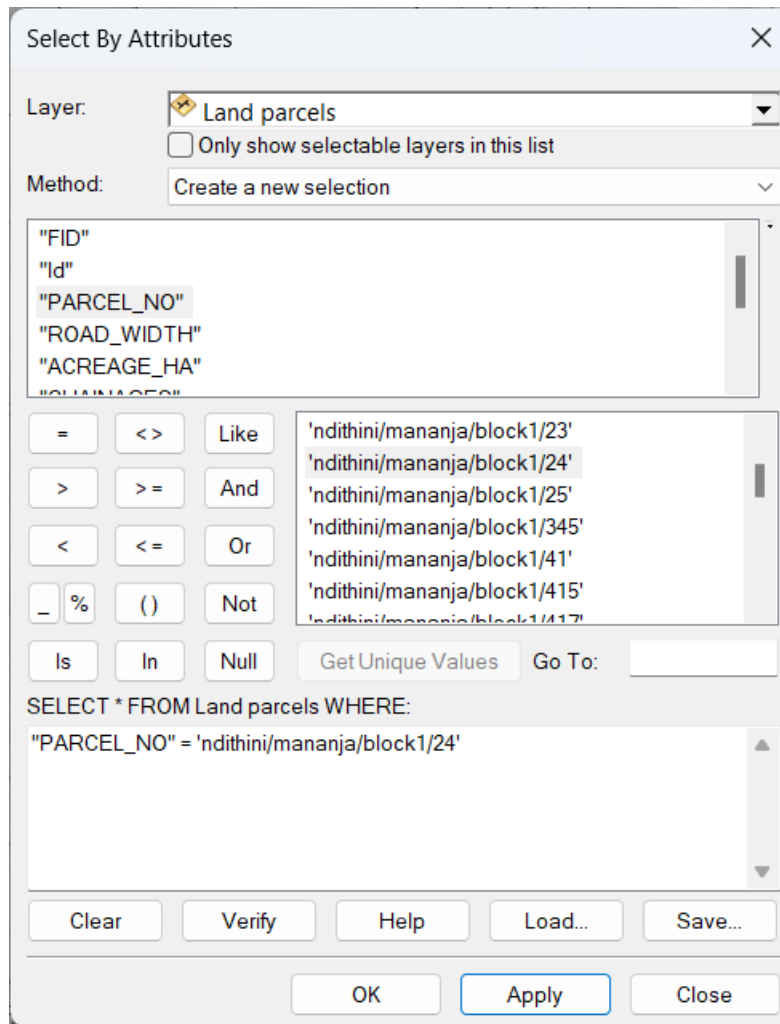 Select By Attributes
Layer: Land parcels
Only show selectable layers in this list
Method: Create a new selection
"FID"
"Id"
"PARCEL_NO"
"ROAD_WIDTH"
"ACREAGE_HA"
= < > Like
> > = And
< < = Or
_ % ( ) Not
Is In Null
'ndithini/mananja/block1/23'
'ndithini/mananja/block1/24'
'ndithini/mananja/block1/25'
'ndithini/mananja/block1/345'
'ndithini/mananja/block1/41'
'ndithini/mananja/block1/415'
'ndithini/mananja/block1/417'
Get Unique Values Go To:
SELECT * FROM Land parcels WHERE:
"PARCEL_NO" = 'ndithini/mananja/block1/24'
Clear Verify Help Load... Save...
OK Apply Close